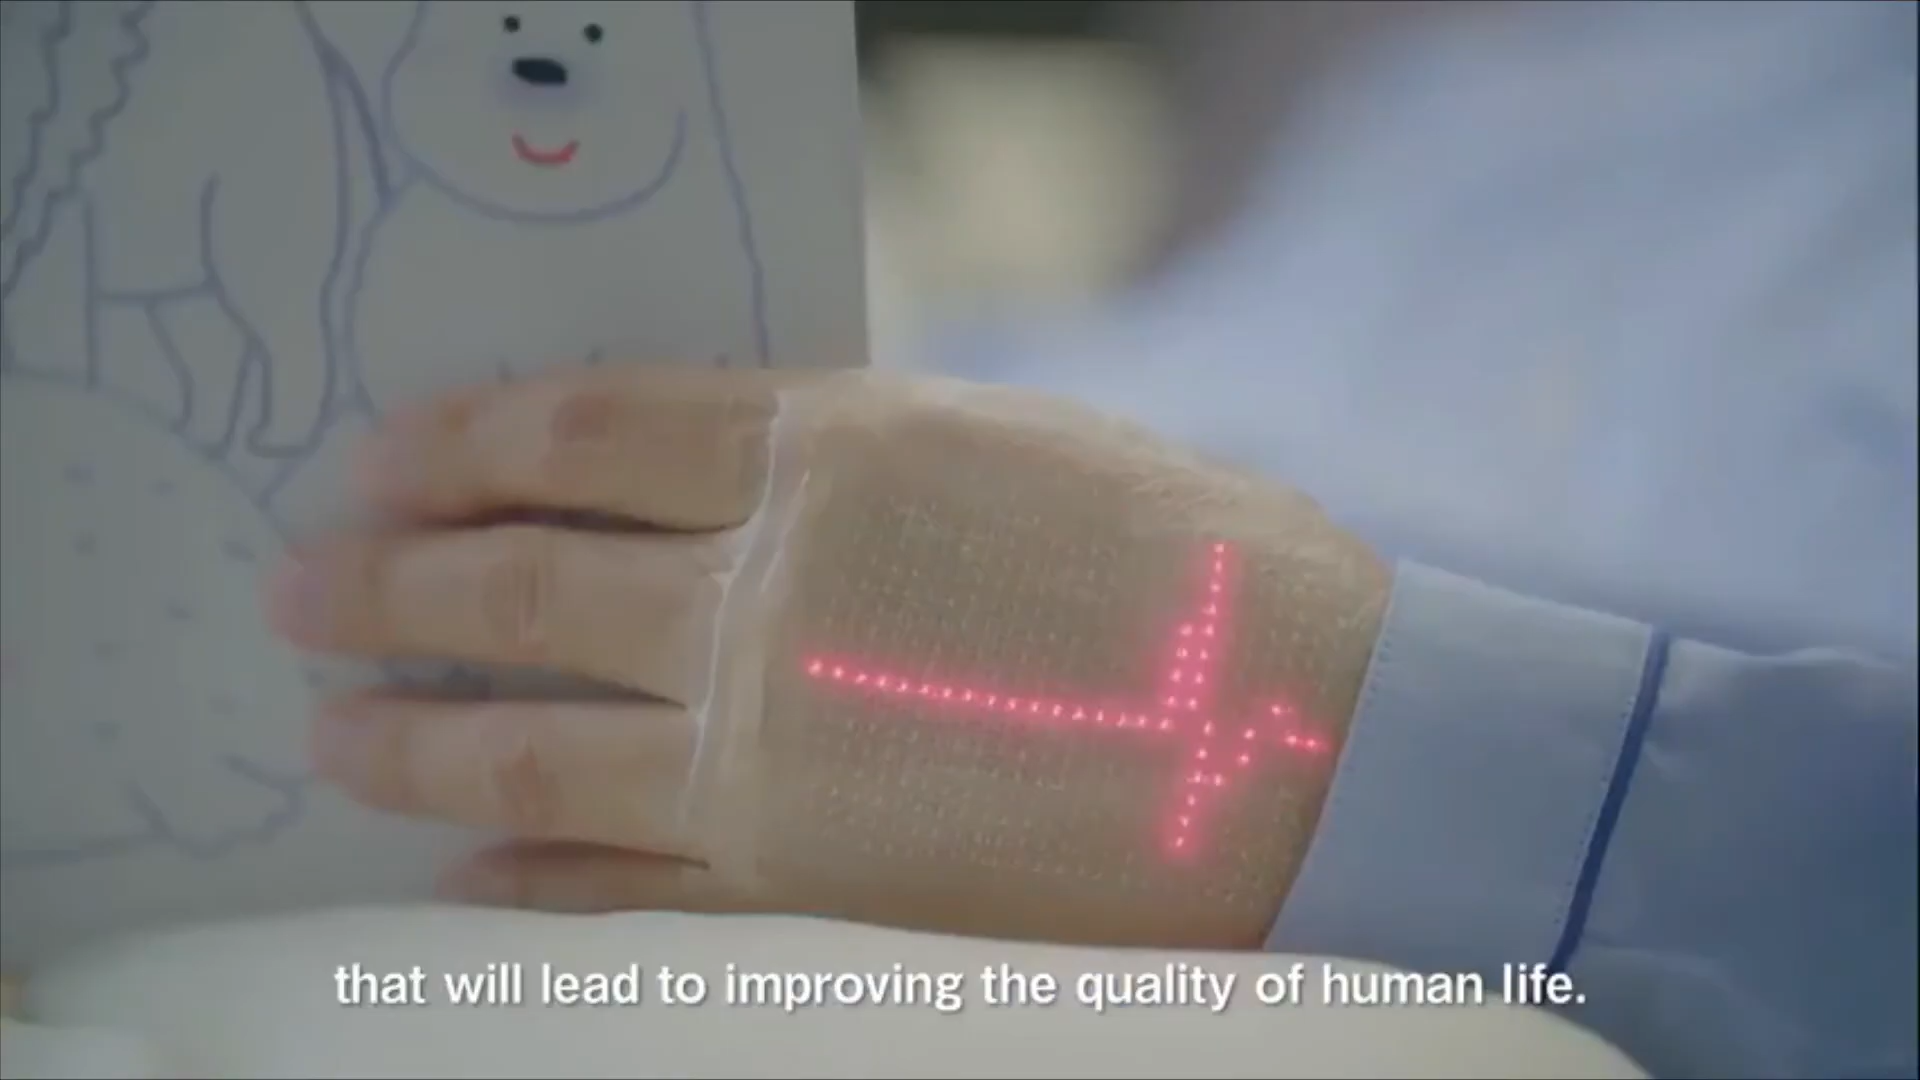 that will lead to improving the quality of human life.